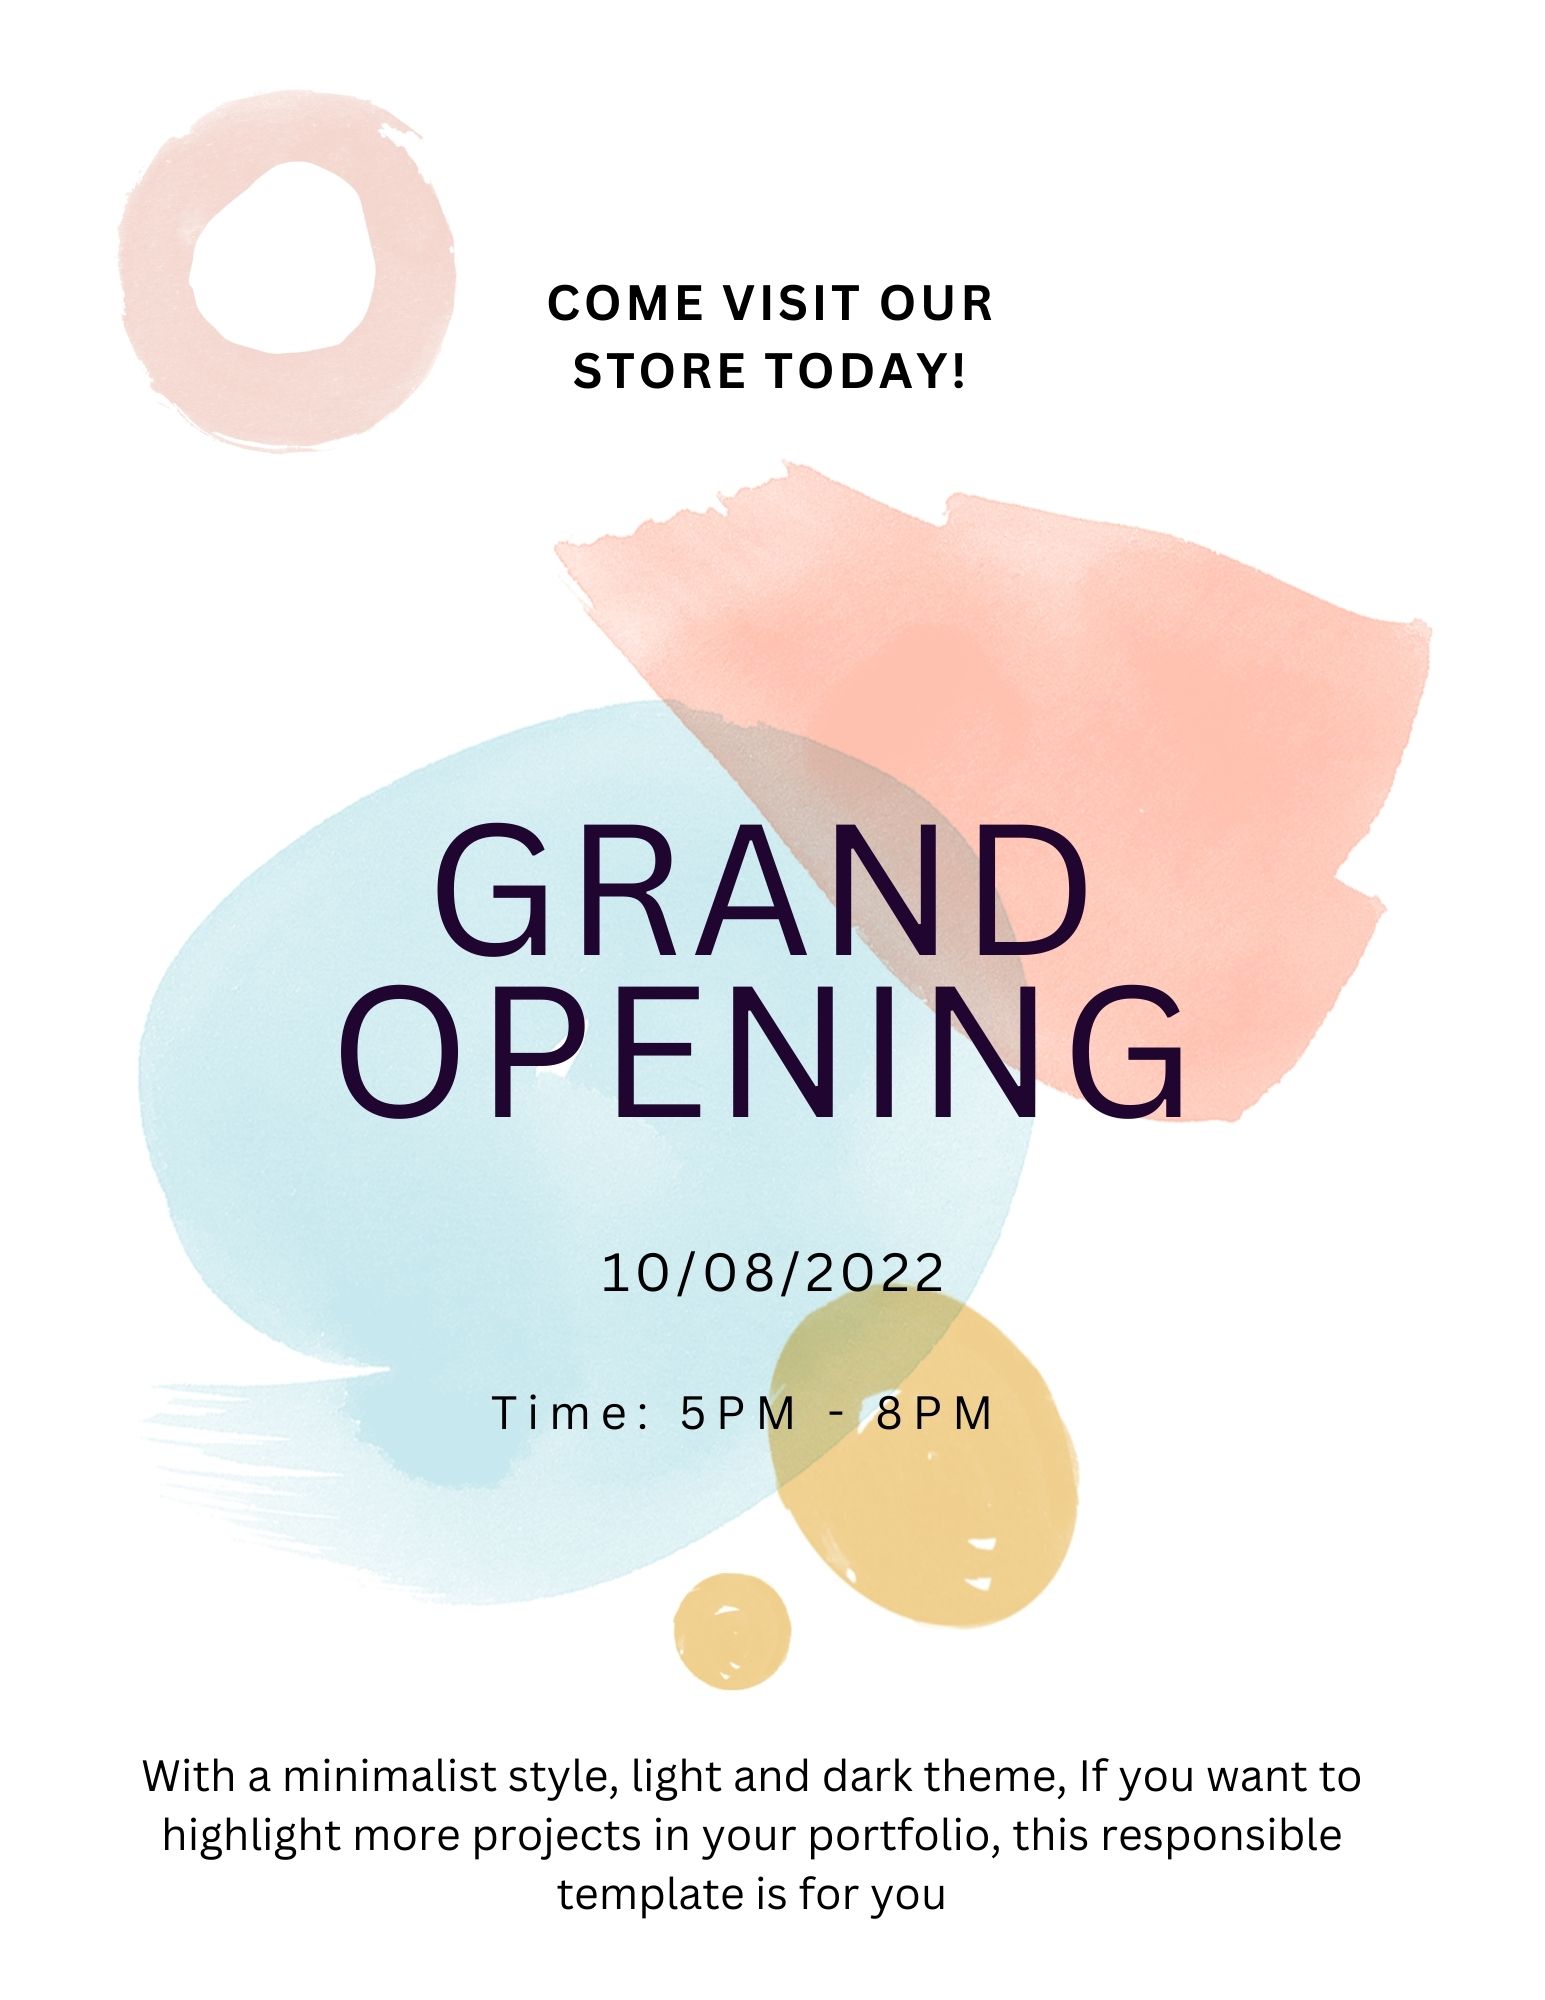 COME VISIT OUR
STORE TODAY!
GRAND
OPENING
10/08/2022
Time: 5PM - 8PM
With a minimalist style, light and dark theme, If you want to
highlight more projects in your portfolio, this responsible
template is for you